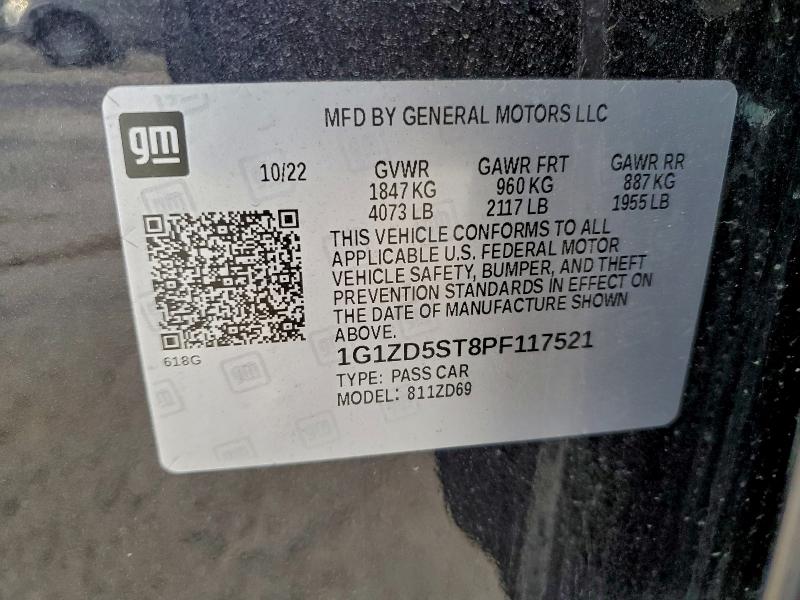 MFD BY GENERAL MOTORS LLC
gm
10/22 GVWR GAWR FRT GAWR RR
1847 KG 960 KG 887 KG
4073 LB 2117 LB 1955 LB
THIS VEHICLE CONFORMS TO ALL
APPLICABLE U.S. FEDERAL MOTOR
VEHICLE SAFETY, BUMPER, AND THEFT
PREVENTION STANDARDS IN EFFECT ON
THE DATE OF MANUFACTURE SHOWN
ABOVE.
618G
1G1ZD5ST8PF117521
TYPE: PASS CAR
MODEL: 811ZD69